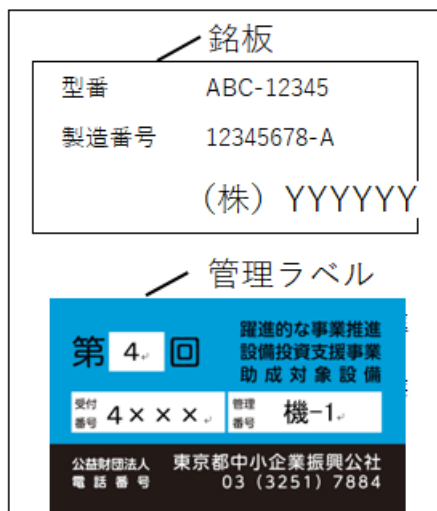 銘板
型番 ABC-12345
製造番号 12345678-A
（株）YYYYYY
管理ラベル
第 4 回
躍進的な事業推進
設備投資支援事業
助成対象設備
受付番号 4××× 管理番号 機-1
公益財団法人 東京都中小企業振興公社
電話番号 03（3251）7884